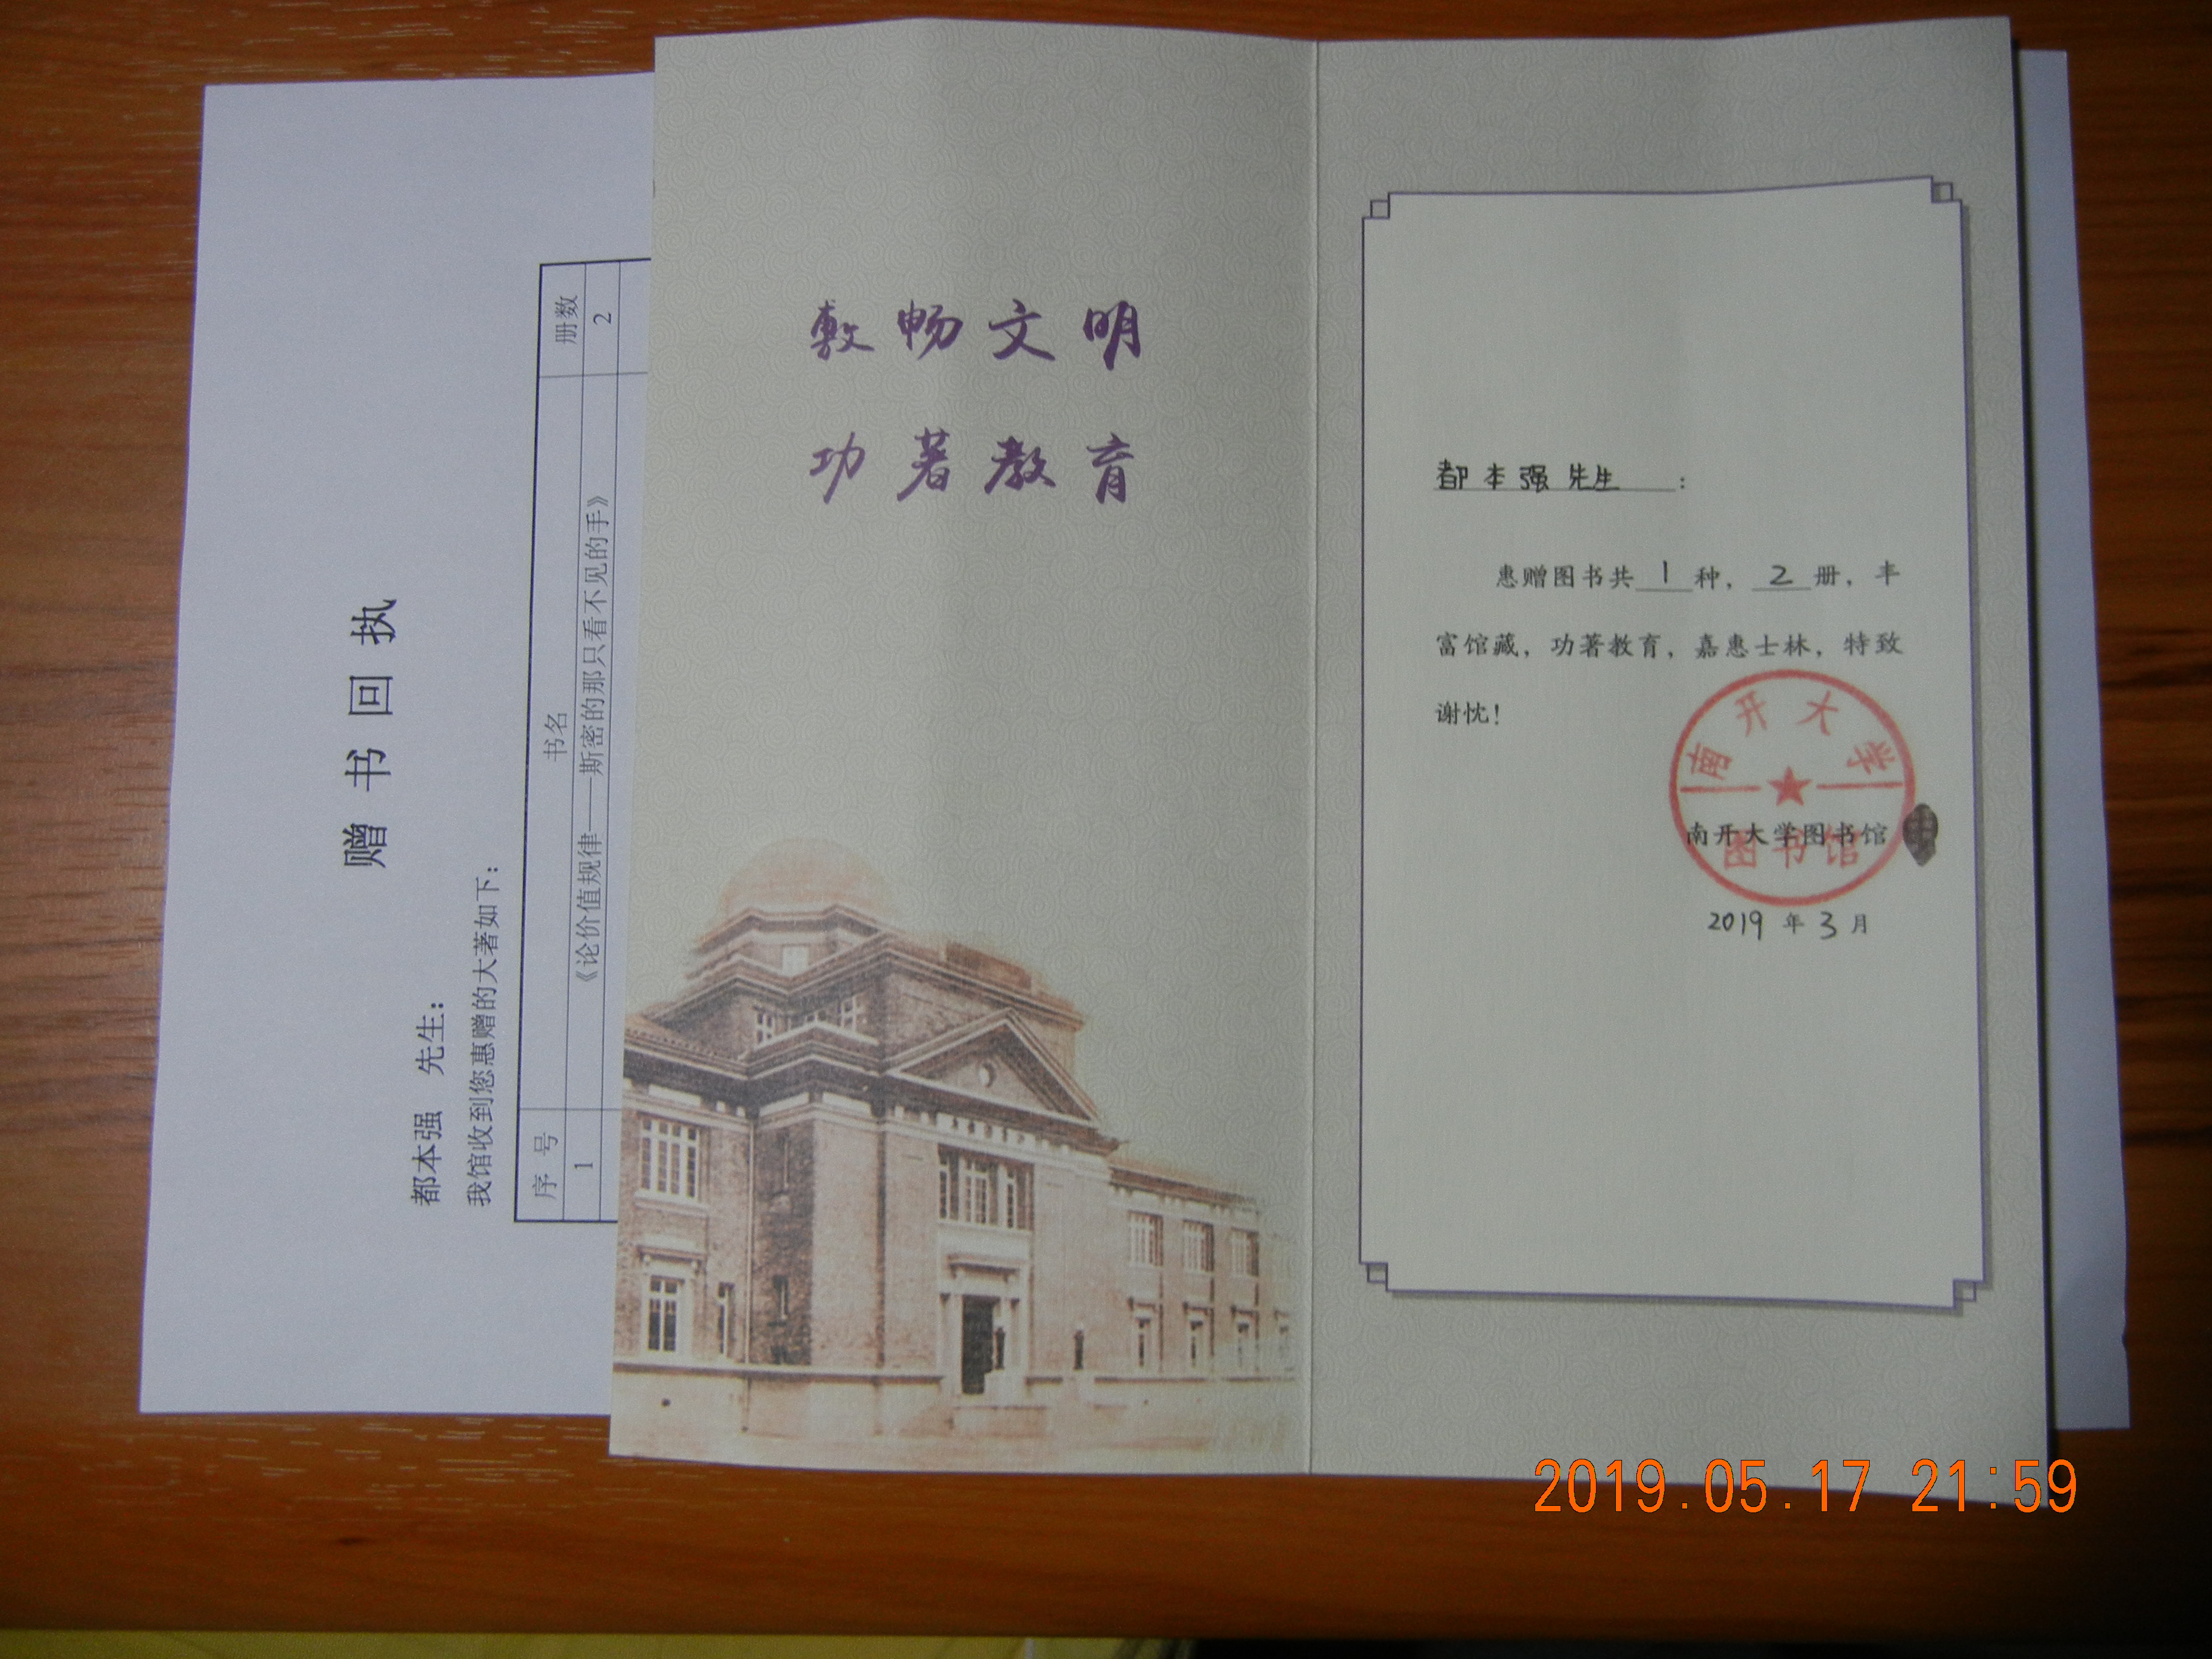 赠书回执
都本强 先生：
我馆收到您惠赠的大著如下：
序号 书名 册数
1 《论价值规律——斯密的那只看不见的手》 2
敷畅文明
功著教育
都本强先生：
惠赠图书共1种，2册，丰
富馆藏，功著教育，嘉惠士林，特致
谢忱！
南开大学
图书馆
南开大学图书馆
2019年3月
2019.05.17 21:59